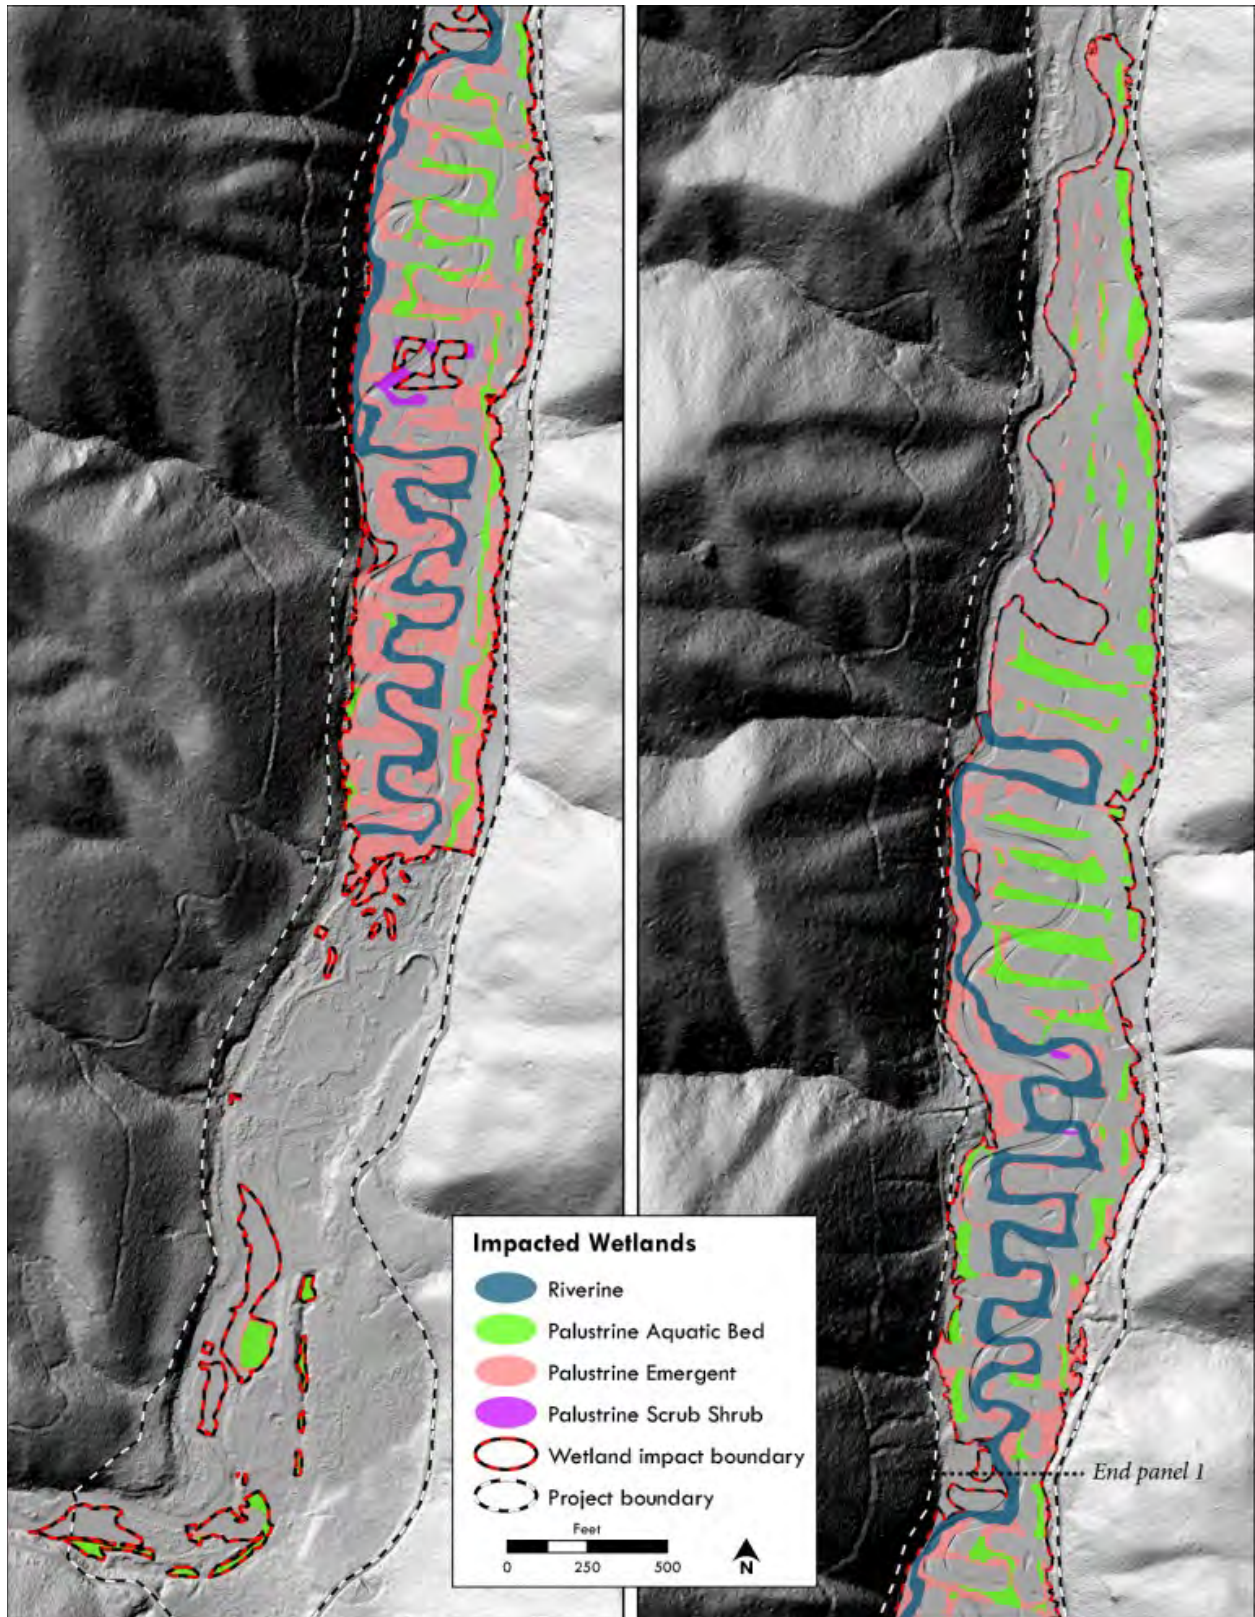 Impacted Wetlands
Riverine
Palustrine Aquatic Bed
Palustrine Emergent
Palustrine Scrub Shrub
Wetland impact boundary
Project boundary
Feet
0 250 500
N
End panel 1